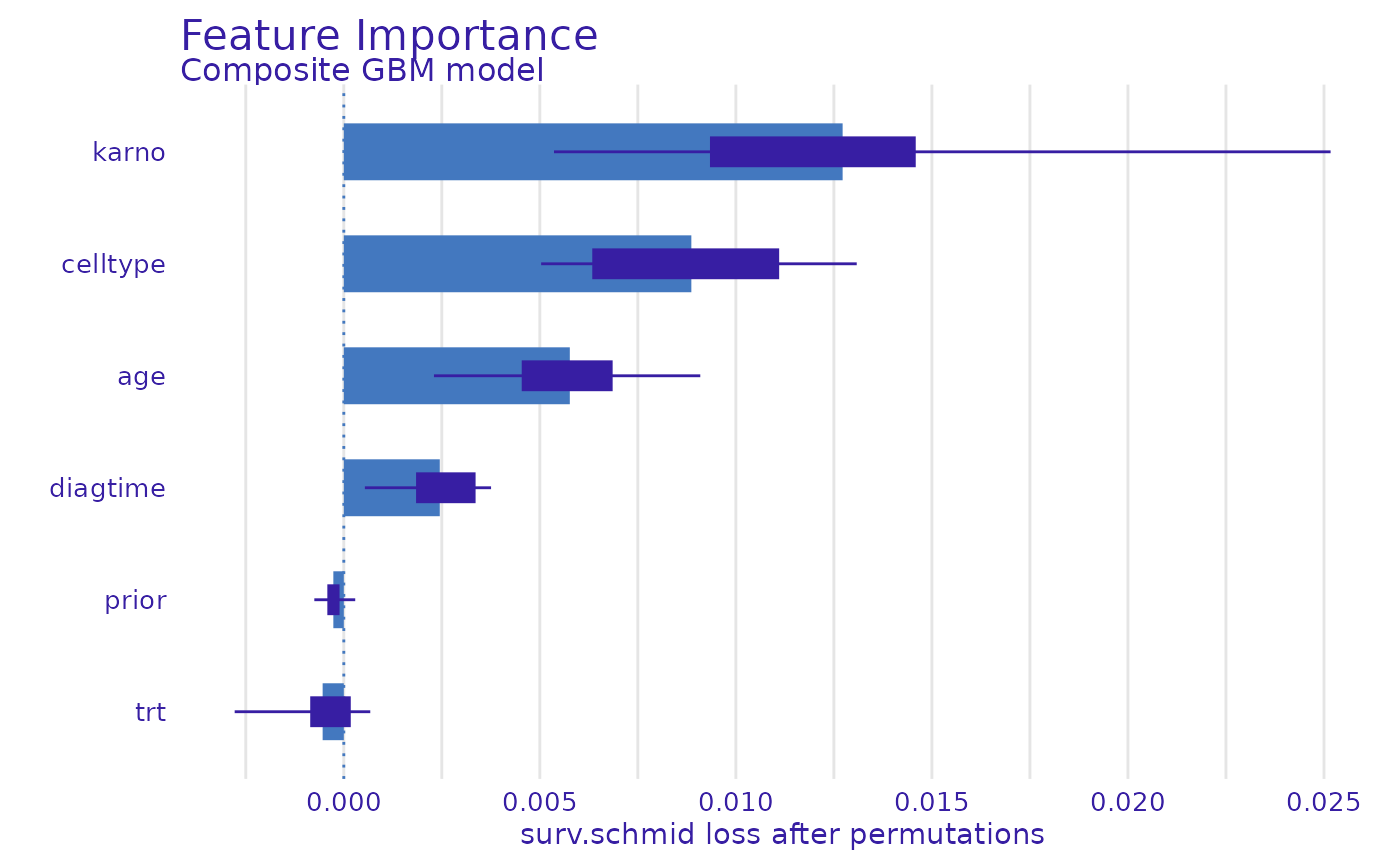 Feature Importance
Composite GBM model
karno
celltype
age
diagtime
prior
trt
0.000 0.005 0.010 0.015 0.020 0.025
surv.schmid loss after permutations